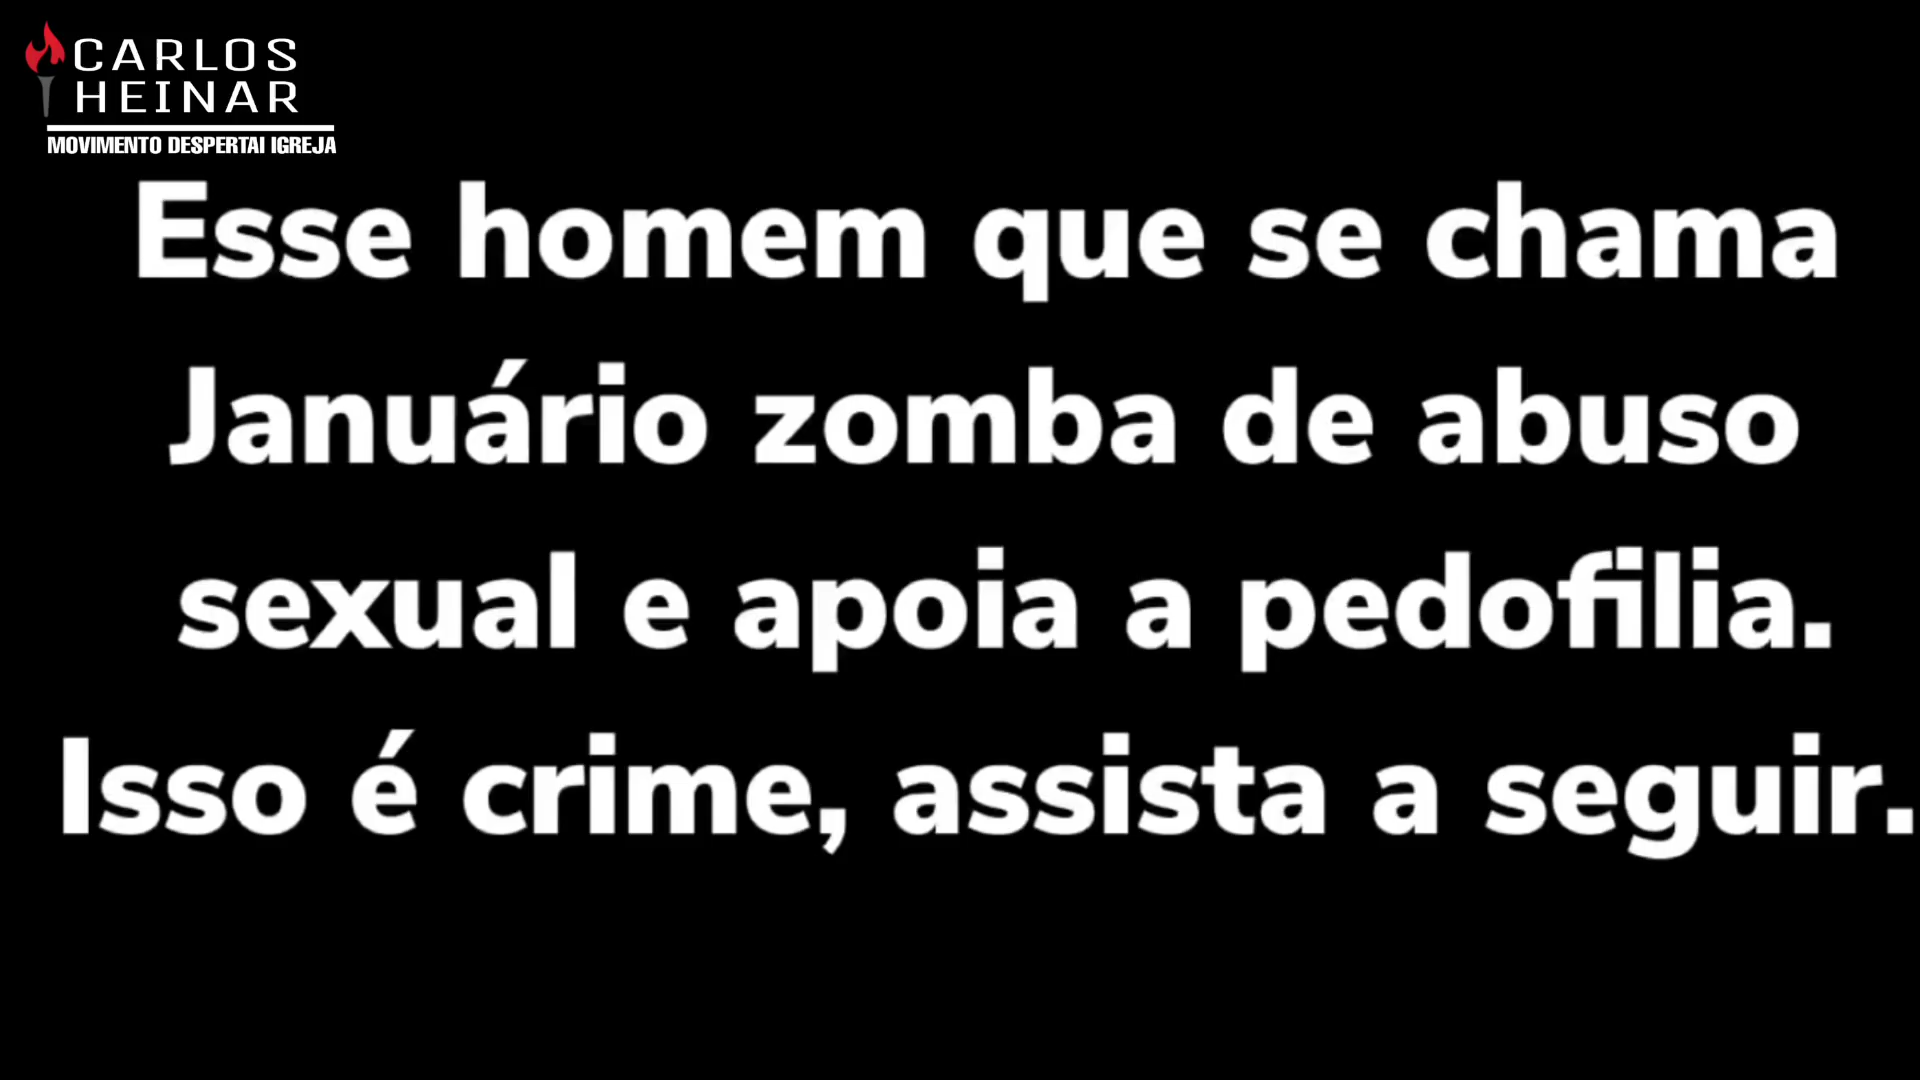 CARLOS
HEINAR
MOVIMENTO DESPERTAI IGREJA
Esse homem que se chama
Januário zomba de abuso
sexual e apoia a pedofilia.
Isso é crime, assista a seguir.